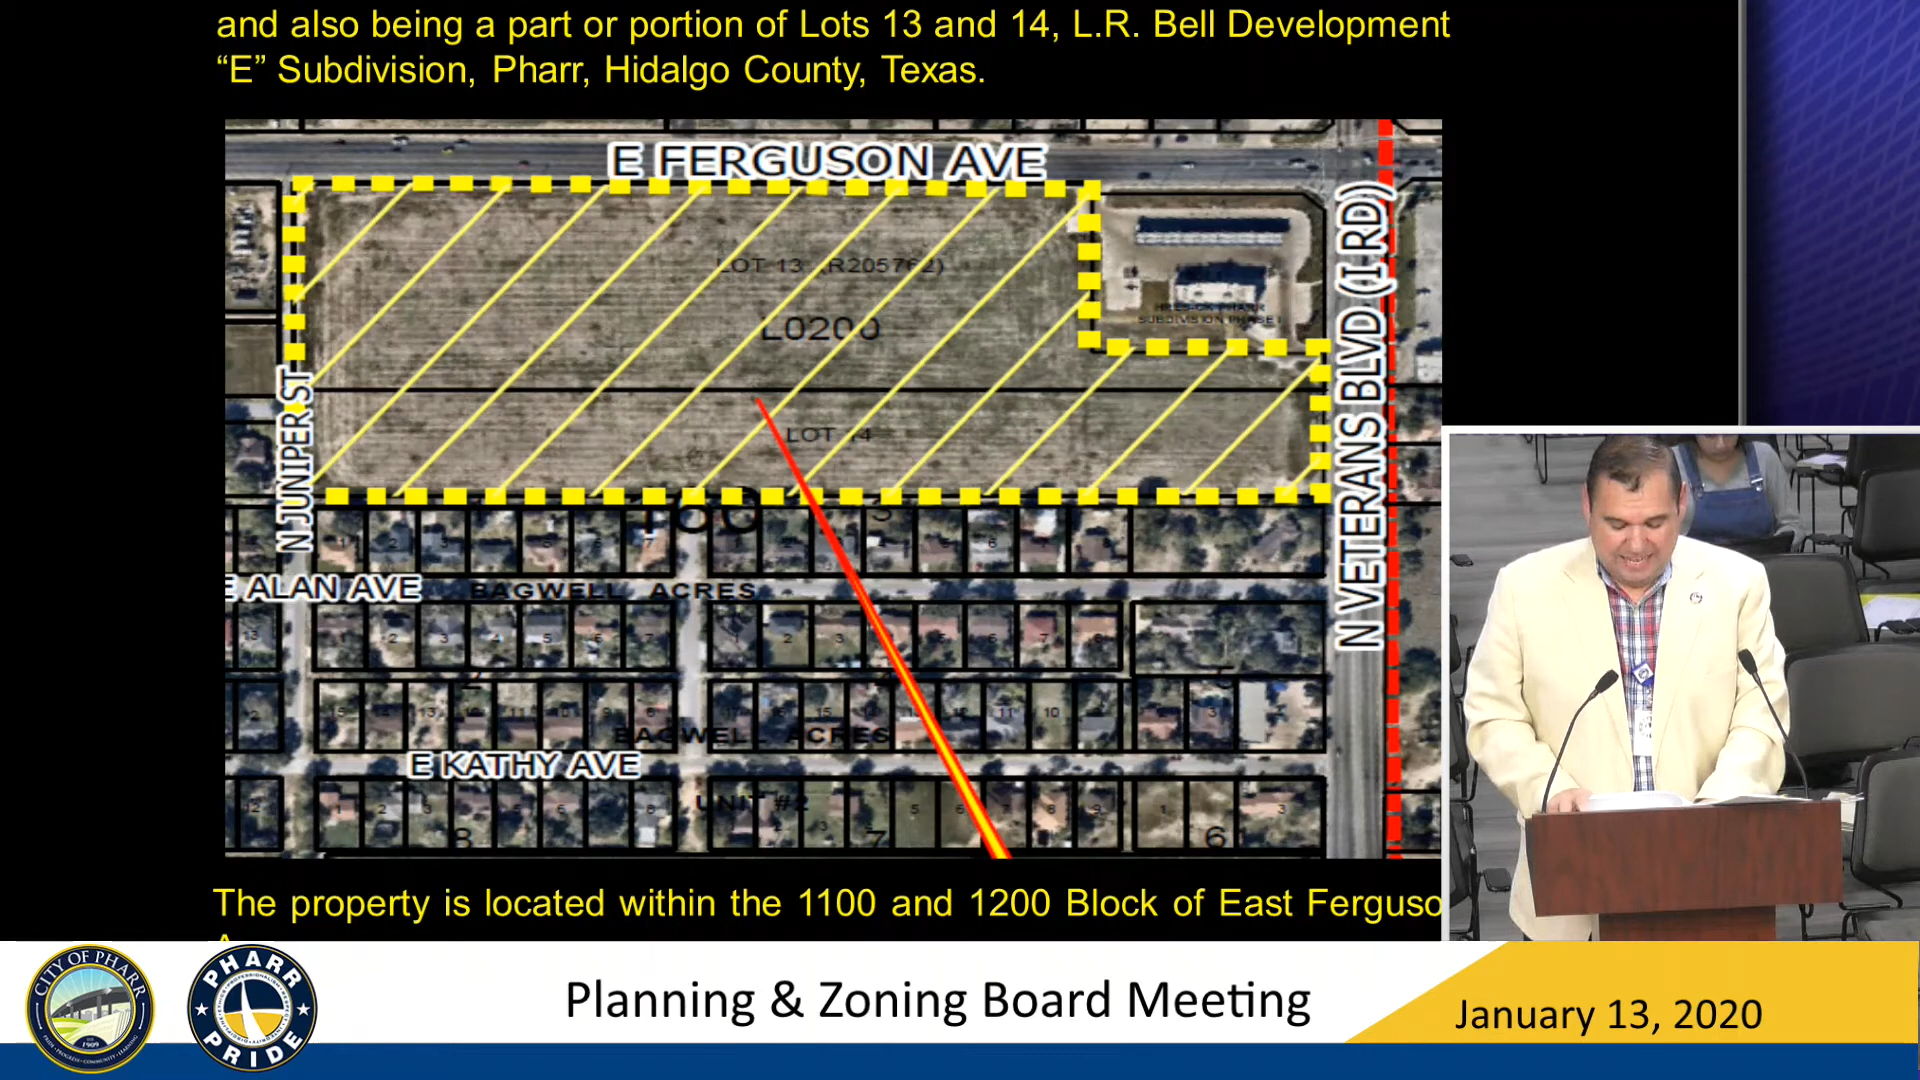 and also being a part or portion of Lots 13 and 14, L.R. Bell Development
“E” Subdivision, Pharr, Hidalgo County, Texas.
E FERGUSON AVE
LOT 13 (R205762)
L0200
SUBDIVISION PHASE I
LOT 14
N JUNIPER ST
N VETERANS BLVD (I RD)
E ALAN AVE
BAGWELL ACRES
BAGWELL ACRES
E KATHY AVE
UNIT #2
The property is located within the 1100 and 1200 Block of East Ferguso
CITY OF PHARR
PHARR
PRIDE
Planning & Zoning Board Meeting
January 13, 2020